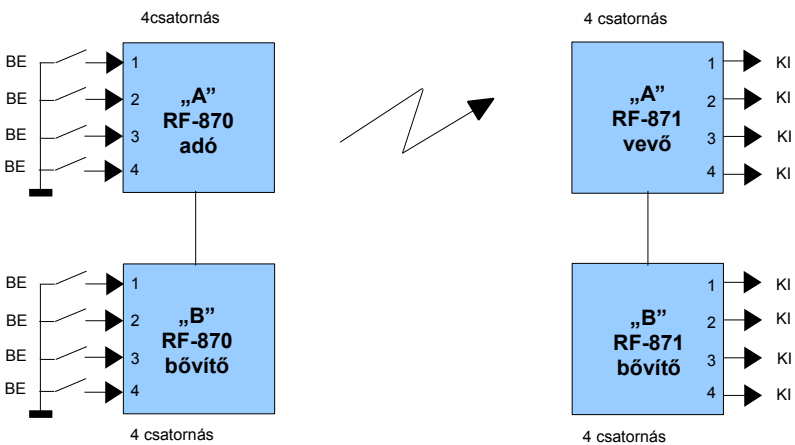 4csatornás
4 csatornás
BE 1
BE 2
BE 3
BE 4
„A”
RF-870
adó
1 KI
2 KI
3 KI
4 KI
„A”
RF-871
vevő
BE 1
BE 2
BE 3
BE 4
„B”
RF-870
bővítő
1 KI
2 KI
3 KI
4 KI
„B”
RF-871
bővítő
4 csatornás
4 csatornás